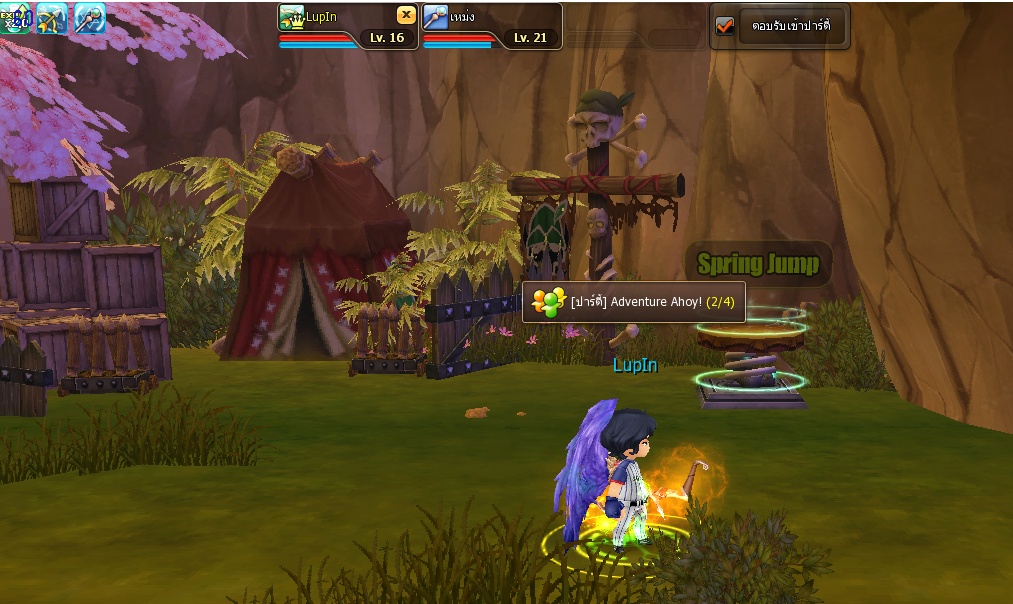 LupIn
Lv. 16
เหม่ง
Lv. 21
ตอบรับเข้าปาร์ตี้
Spring Jump
[ปาร์ตี้] Adventure Ahoy! (2/4)
LupIn